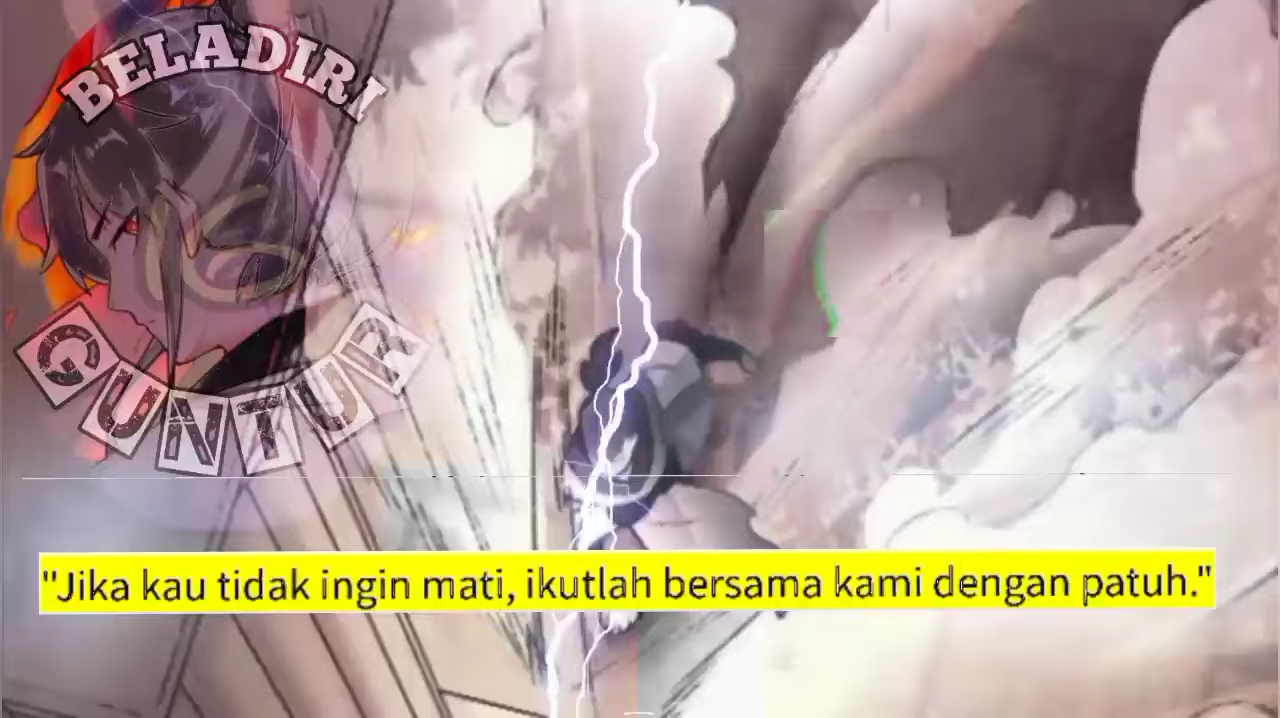 BELADIRI
GUNTUR
"Jika kau tidak ingin mati, ikutlah bersama kami dengan patuh."